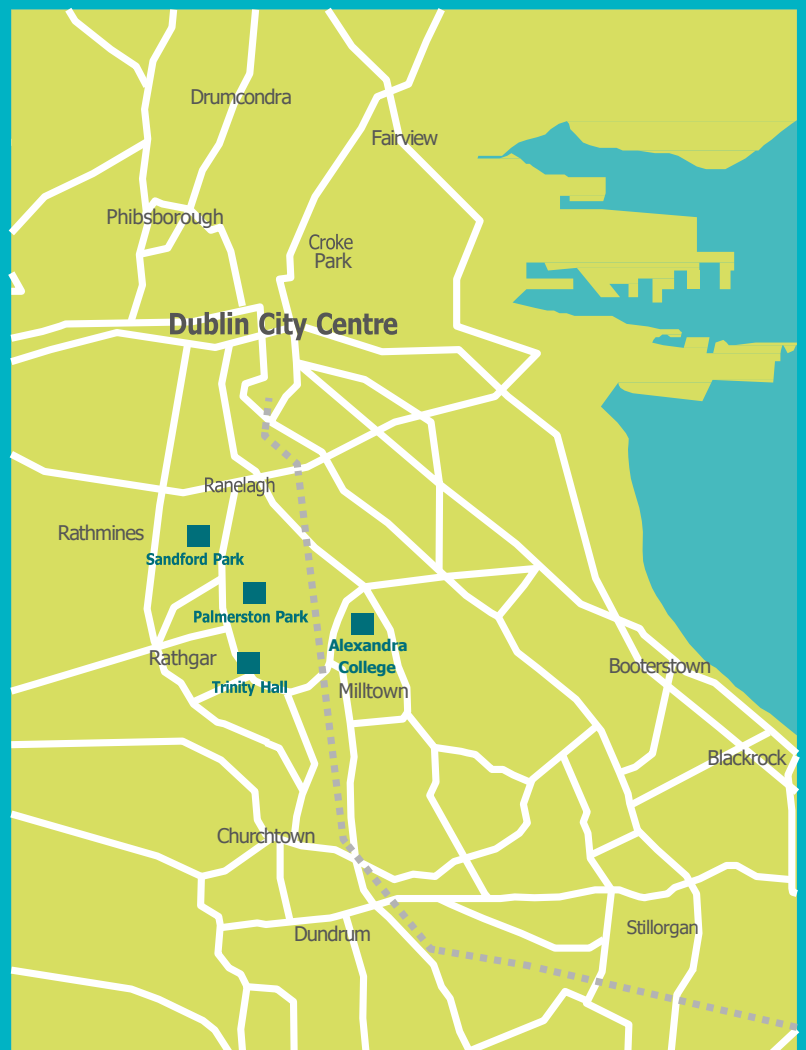 Drumcondra
Fairview
Phibsborough
Croke
Park
Dublin City Centre
Ranelagh
Rathmines
Sandford Park
Palmerston Park
Alexandra
College
Rathgar
Trinity Hall
Milltown
Booterstown
Blackrock
Churchtown
Dundrum
Stillorgan